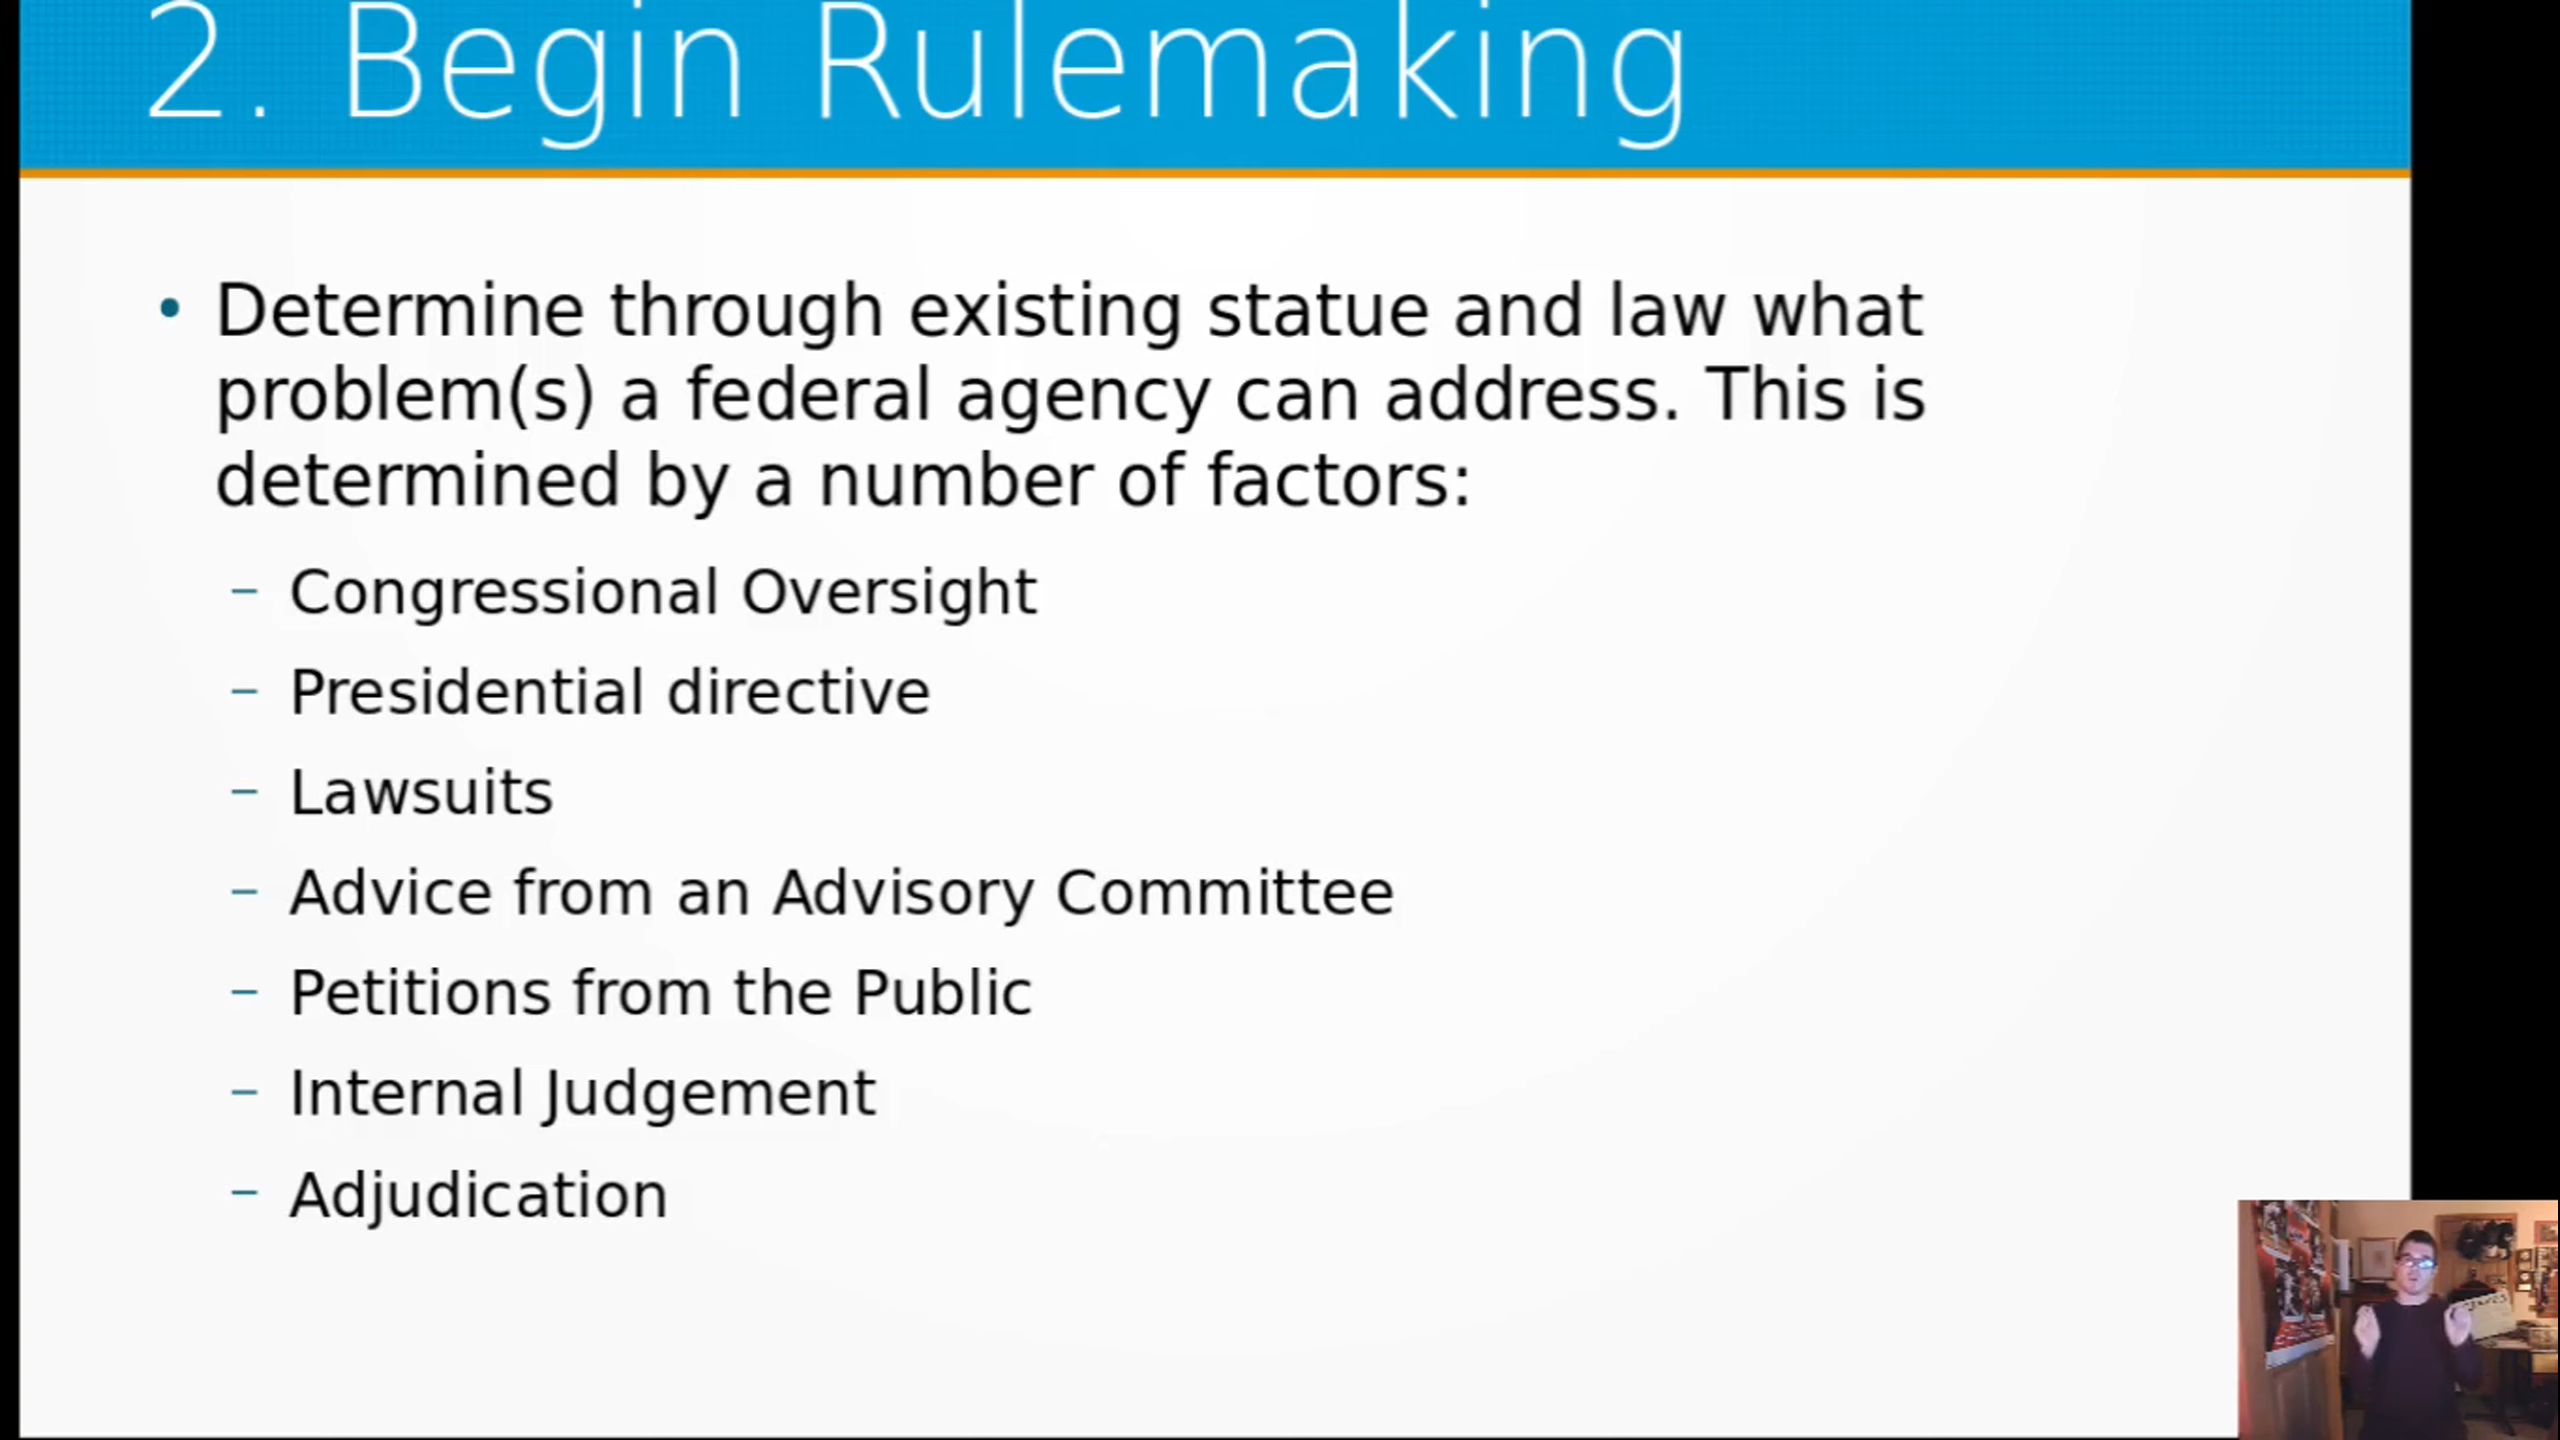 2. Begin Rulemaking
• Determine through existing statue and law what
problem(s) a federal agency can address. This is
determined by a number of factors:
– Congressional Oversight
– Presidential directive
– Lawsuits
– Advice from an Advisory Committee
– Petitions from the Public
– Internal Judgement
– Adjudication